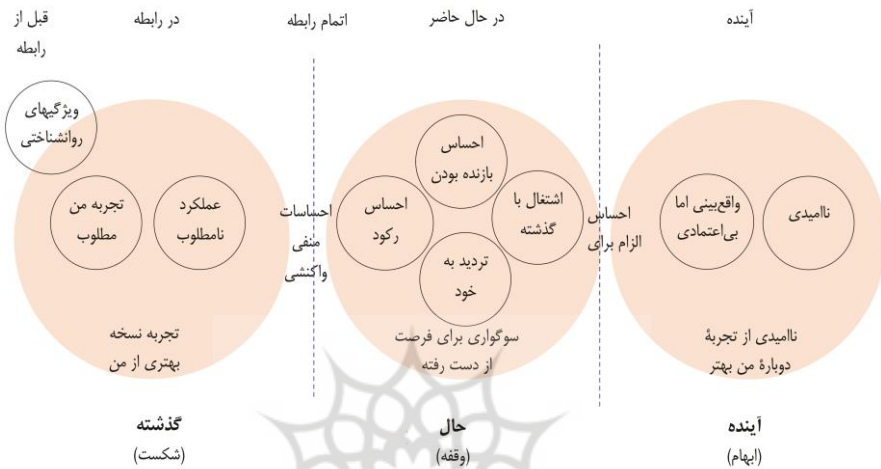 قبل از
رابطه
در رابطه
اتمام رابطه
در حال حاضر
آینده
ویژگیهای
روانشناختی
تجربه من
مطلوب
عملکرد
نامطلوب
تجربه نسخه
بهتری از من
احساسات
منفی
واکنشی
احساس
رکود
احساس
بازنده بودن
تردید به
خود
اشتغال با
گذشته
سوگواری برای فرصت
از دست رفته
احساس
الزام برای
واقع‌بینی اما
بی‌اعتمادی
ناامیدی
ناامیدی از تجربهٔ
دوبارهٔ من بهتر
گذشته
(شکست)
حال
(وقفه)
آینده
(ابهام)